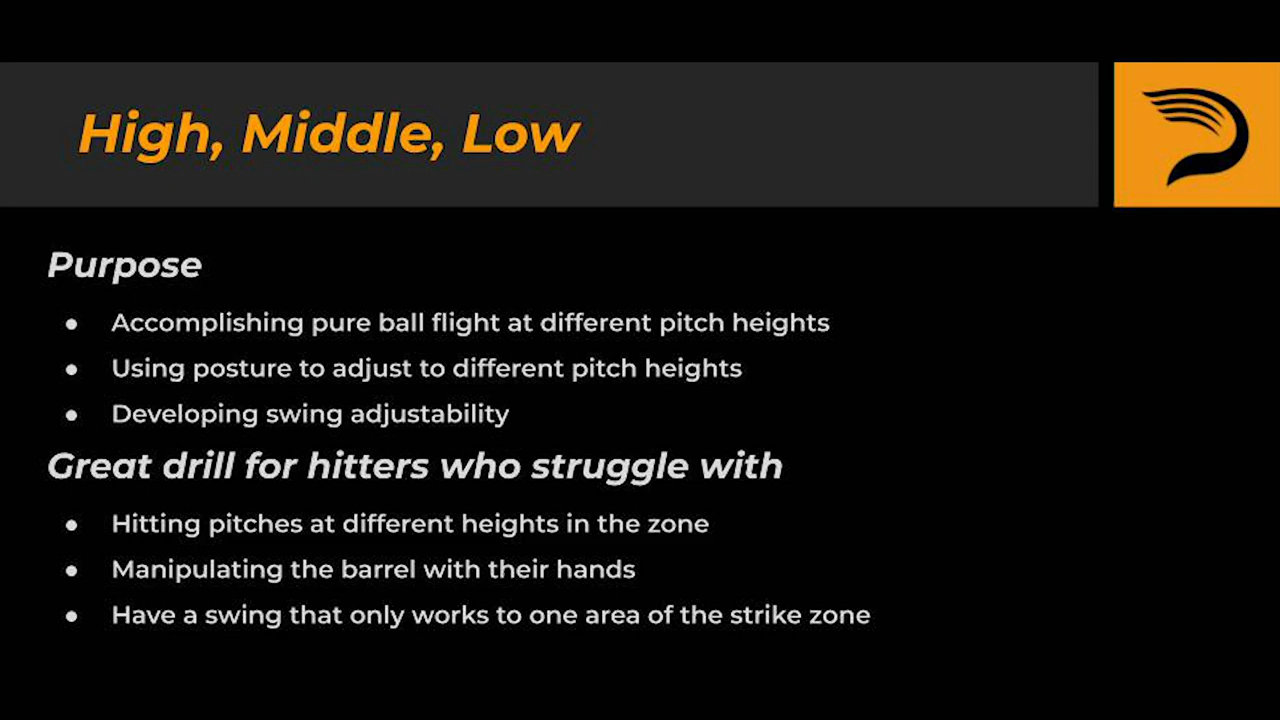 High, Middle, Low
Purpose
● Accomplishing pure ball flight at different pitch heights
● Using posture to adjust to different pitch heights
● Developing swing adjustability
Great drill for hitters who struggle with
● Hitting pitches at different heights in the zone
● Manipulating the barrel with their hands
● Have a swing that only works to one area of the strike zone